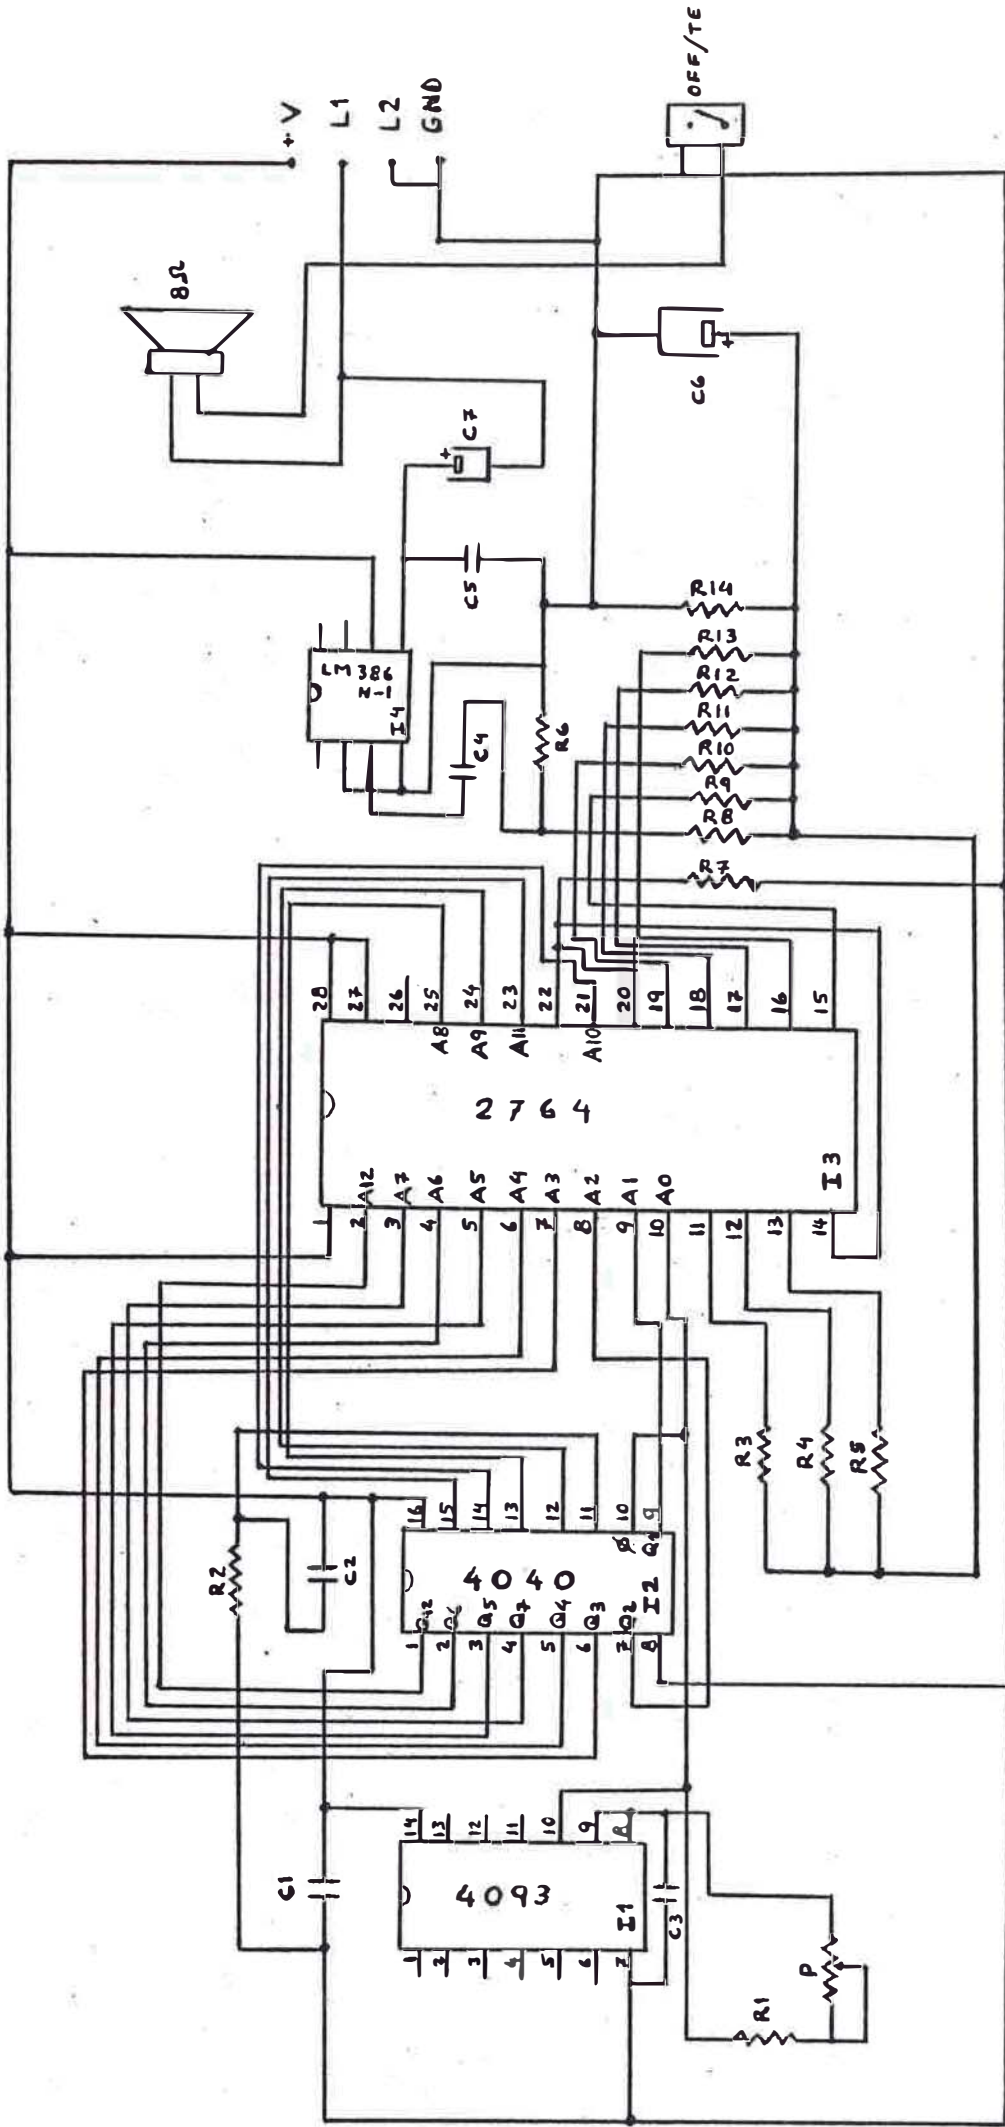 +V
L1
L2
GND
OFF/TE
8Ω
C7
C6
C5
LM 386
N-1
I4
C4
R6
R14
R13
R12
R11
R10
R9
R8
R7
28
27
26
25
24
23
22
21
20
19
18
17
16
15
A8
A9
A11
A10
2764
I3
A12
A7
A6
A5
A4
A3
A2
A1
A0
1
2
3
4
5
6
7
8
9
10
11
12
13
14
R3
R4
R5
R2
C2
16
15
14
13
12
11
10
9
Ø
Q1
4040
I2
Q12
Q6
Q5
Q7
Q4
Q3
Q2
1
2
3
4
5
6
7
8
C1
14
13
12
11
10
9
8
4093
I1
1
2
3
4
5
6
7
C3
P
R1